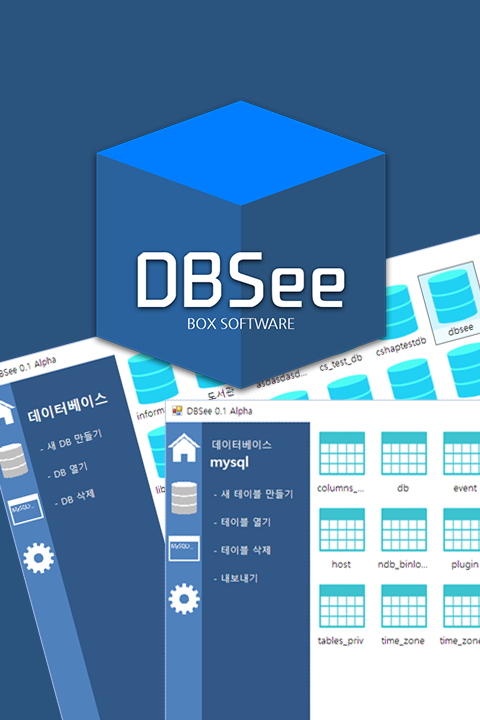 DBSee
BOX SOFTWARE
dbsee
cshaptestdb
cs_test_db
asbasdasd...
도서관
inform
DBSee 0.1 Alpha
데이터베이스
- 새 DB 만들기
- DB 열기
- DB 삭제
lib
DBSee 0.1 Alpha
데이터베이스
mysql
- 새 테이블 만들기
- 테이블 열기
- 테이블 삭제
- 내보내기
columns_... db event
host ndb_binlo... plugin
tables_priv time_zone time_zone